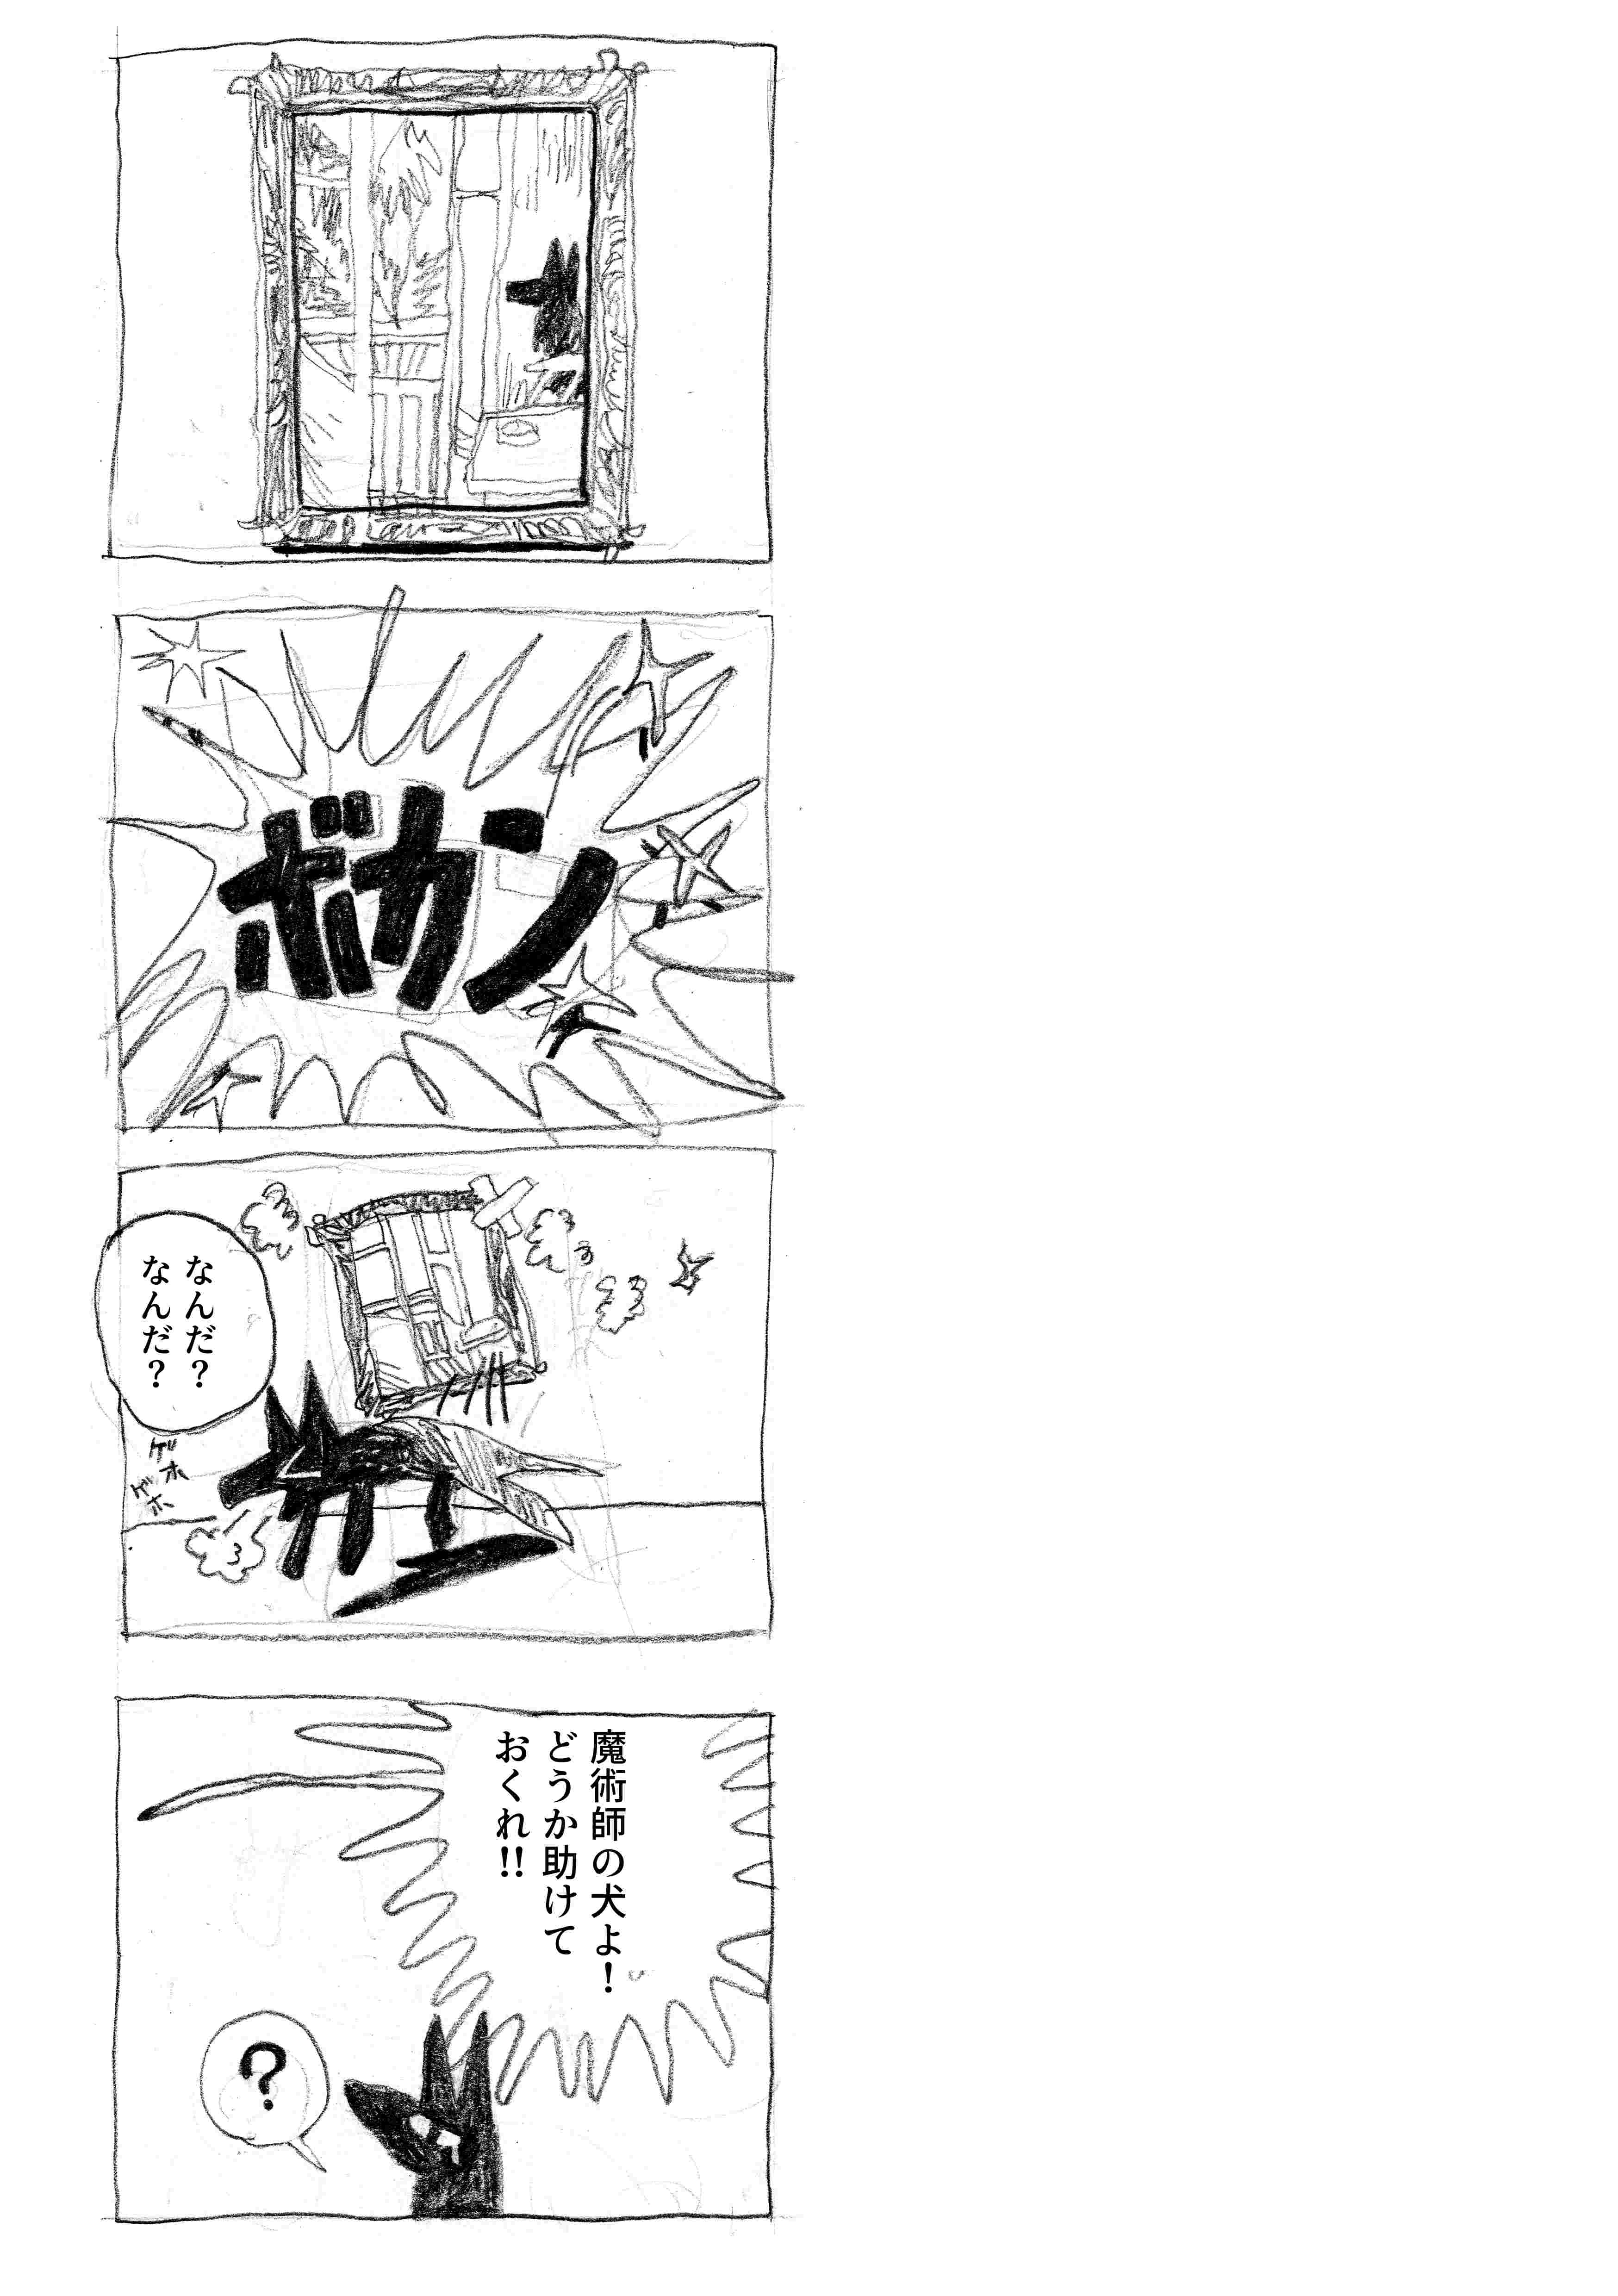 ボカン
なんだ?
なんだ?
ゲホ
ゲホ
魔術師の犬よ!
どうか助けて
おくれ!!
?